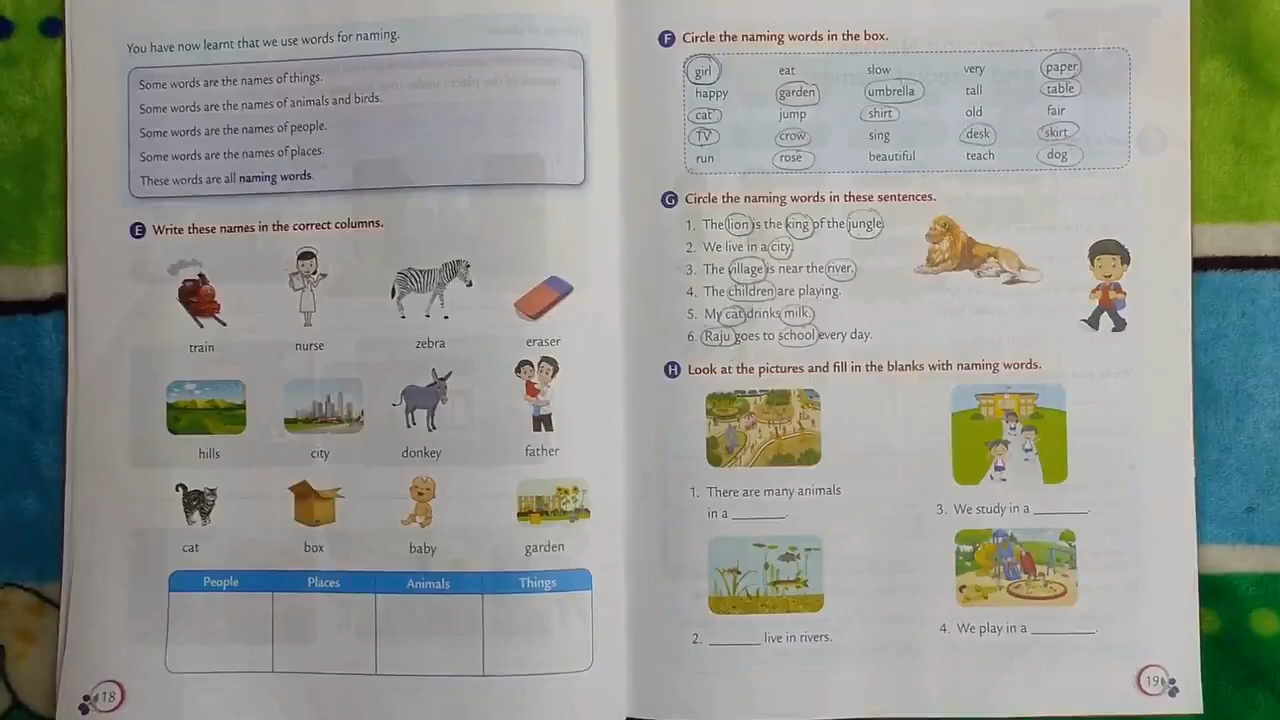 You have now learnt that we use words for naming.
Some words are the names of things.
Some words are the names of animals and birds.
Some words are the names of people.
Some words are the names of places.
These words are all naming words.
E Write these names in the correct columns.
train nurse zebra eraser
hills city donkey father
cat box baby garden
People Places Animals Things
18
F Circle the naming words in the box.
girl eat slow very paper
happy garden umbrella tall table
cat jump shirt old fair
TV crow sing desk skirt
run rose beautiful teach dog
G Circle the naming words in these sentences.
1. The lion is the king of the jungle.
2. We live in a city.
3. The village is near the river.
4. The children are playing.
5. My cat drinks milk.
6. Raju goes to school every day.
H Look at the pictures and fill in the blanks with naming words.
1. There are many animals
in a ______.
2. ______ live in rivers.
3. We study in a ______.
4. We play in a ______.
19